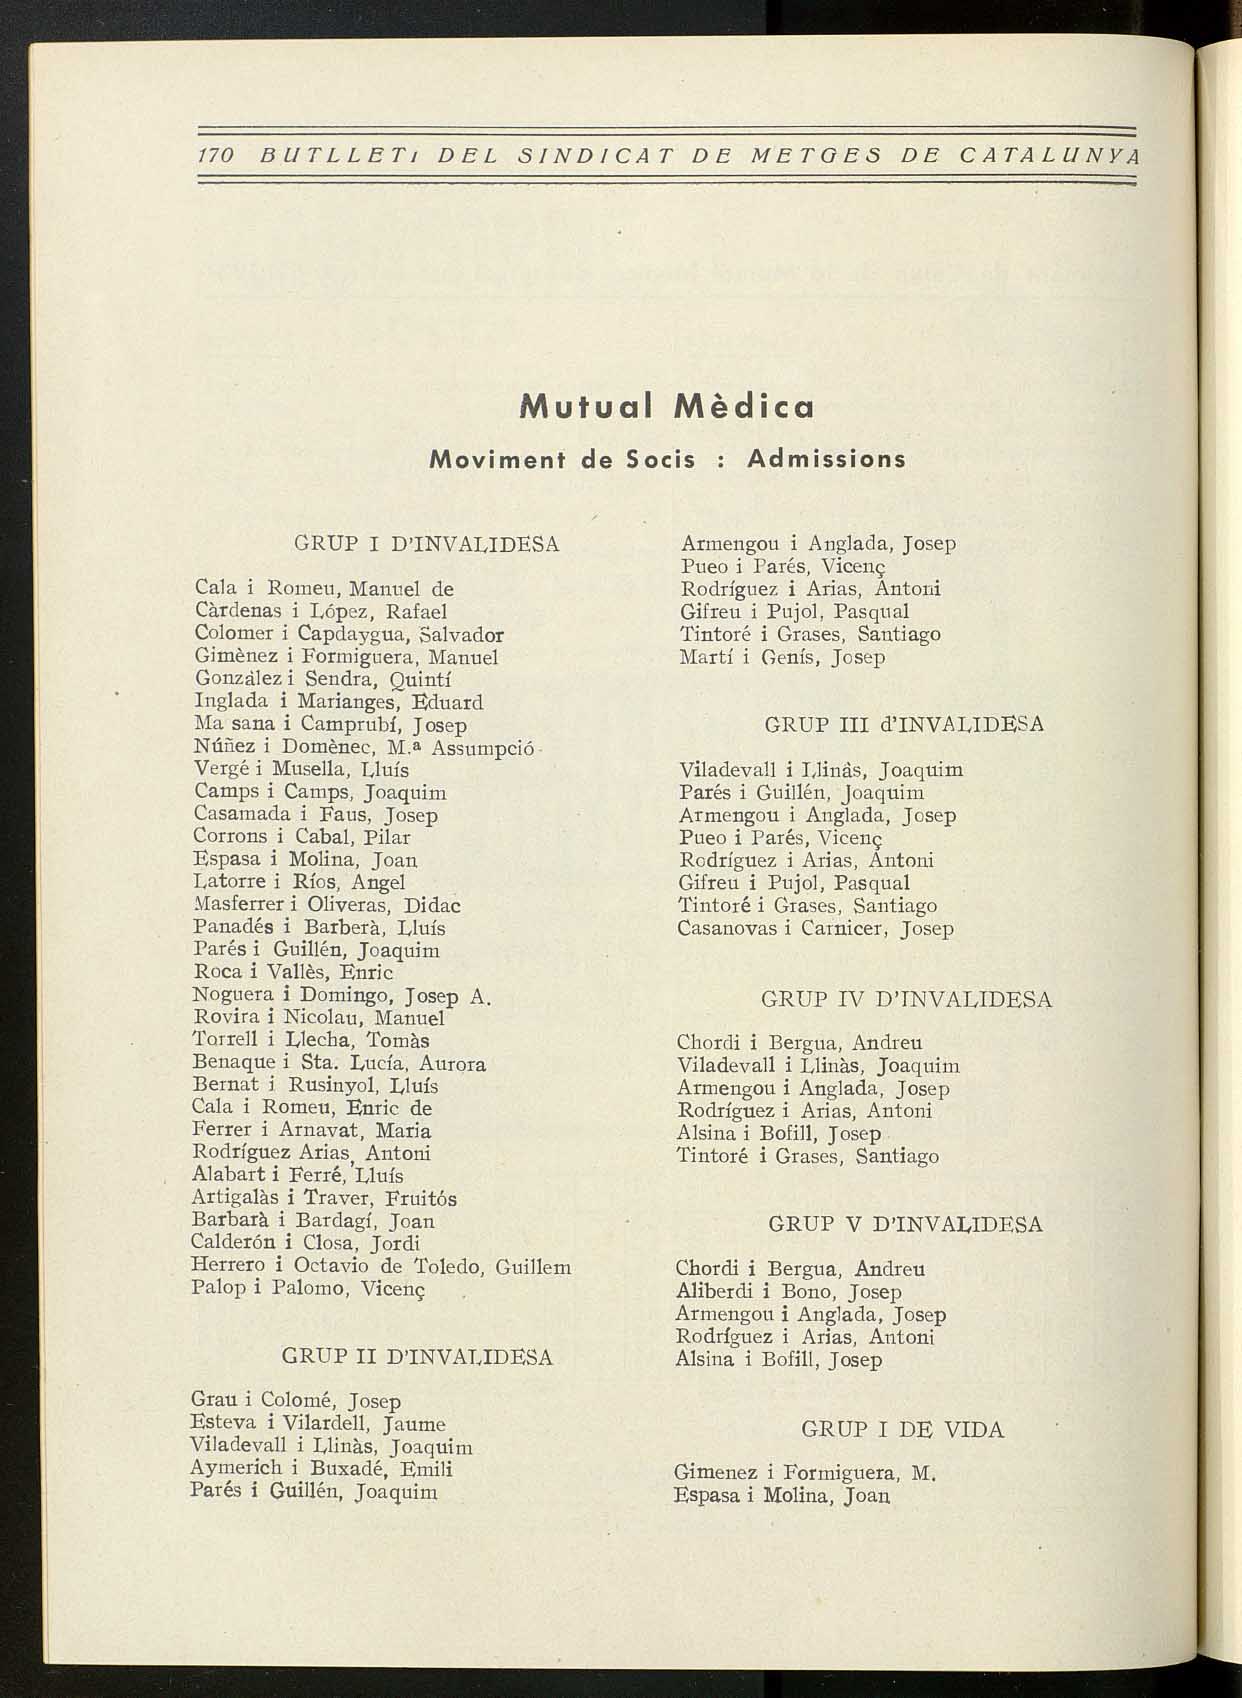 170 BUTLLETÍ DEL SINDICAT DE METGES DE CATALUNYA
Mutual Mèdica
Moviment de Socis : Admissions
GRUP I D'INVALIDESA
Cala i Romeu, Manuel de
Càrdenas i López, Rafael
Colomer i Capdaygua, Salvador
Gimènez i Formiguera, Manuel
González i Sendra, Quintí
Inglada i Marianges, Eduard
Ma sana i Camprubí, Josep
Núñez i Domènec, M.ª Assumpció
Vergé i Musella, Lluís
Camps i Camps, Joaquim
Casamada i Faus, Josep
Corrons i Cabal, Pilar
Espasa i Molina, Joan
Latorre i Ríos, Angel
Masferrer i Oliveras, Didac
Panadés i Barberà, Lluís
Parés i Guillén, Joaquim
Roca i Vallès, Enric
Noguera i Domingo, Josep A.
Rovira i Nicolau, Manuel
Torrell i Llecha, Tomàs
Benaque i Sta. Lucía, Aurora
Bernat i Rusinyol, Lluís
Cala i Romeu, Enric de
Ferrer i Arnavat, Maria
Rodríguez Arias, Antoni
Alabart i Ferré, Lluís
Artigalàs i Traver, Fruitós
Barbarà i Bardagí, Joan
Calderón i Closa, Jordi
Herrero i Octavio de Toledo, Guillem
Palop i Palomo, Vicenç
GRUP II D'INVALIDESA
Grau i Colomé, Josep
Esteva i Vilardell, Jaume
Viladevall i Llinàs, Joaquim
Aymerich i Buxadé, Emili
Parés i Guillén, Joaquim
Armengou i Anglada, Josep
Pueo i Parés, Vicenç
Rodríguez i Arias, Antoni
Gifreu i Pujol, Pasqual
Tintoré i Grases, Santiago
Martí i Genís, Josep
GRUP III d'INVALIDESA
Viladevall i Llinàs, Joaquim
Parés i Guillén, Joaquim
Armengou i Anglada, Josep
Pueo i Parés, Vicenç
Rodríguez i Arias, Antoni
Gifreu i Pujol, Pasqual
Tintoré i Grases, Santiago
Casanovas i Carnicer, Josep
GRUP IV D'INVALIDESA
Chordi i Bergua, Andreu
Viladevall i Llinàs, Joaquim
Armengou i Anglada, Josep
Rodríguez i Arias, Antoni
Alsina i Bofill, Josep
Tintoré i Grases, Santiago
GRUP V D'INVALIDESA
Chordi i Bergua, Andreu
Aliberdi i Bono, Josep
Armengou i Anglada, Josep
Rodríguez i Arias, Antoni
Alsina i Bofill, Josep
GRUP I DE VIDA
Gimenez i Formiguera, M.
Espasa i Molina, Joan